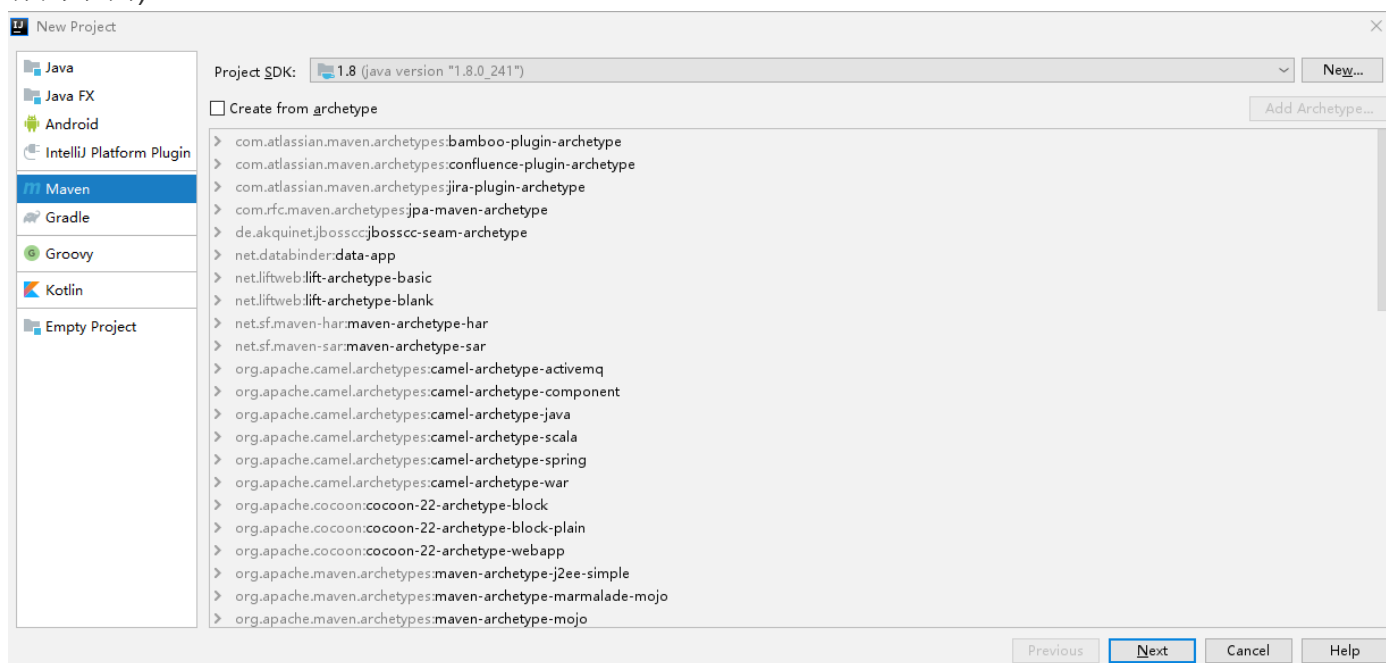 New Project
Java
Java FX
Android
IntelliJ Platform Plugin
Maven
Gradle
Groovy
Kotlin
Empty Project
Project SDK: 1.8 (java version "1.8.0_241")
New...
Create from archetype
Add Archetype...
com.atlassian.maven.archetypes:bamboo-plugin-archetype
com.atlassian.maven.archetypes:confluence-plugin-archetype
com.atlassian.maven.archetypes:jira-plugin-archetype
com.rfc.maven.archetypes:jpa-maven-archetype
de.akquinet.jbosscc:jbosscc-seam-archetype
net.databinder:data-app
net.liftweb:lift-archetype-basic
net.liftweb:lift-archetype-blank
net.sf.maven-har:maven-archetype-har
net.sf.maven-sar:maven-archetype-sar
org.apache.camel.archetypes:camel-archetype-activemq
org.apache.camel.archetypes:camel-archetype-component
org.apache.camel.archetypes:camel-archetype-java
org.apache.camel.archetypes:camel-archetype-scala
org.apache.camel.archetypes:camel-archetype-spring
org.apache.camel.archetypes:camel-archetype-war
org.apache.cocoon:cocoon-22-archetype-block
org.apache.cocoon:cocoon-22-archetype-block-plain
org.apache.cocoon:cocoon-22-archetype-webapp
org.apache.maven.archetypes:maven-archetype-j2ee-simple
org.apache.maven.archetypes:maven-archetype-marmalade-mojo
org.apache.maven.archetypes:maven-archetype-mojo
Previous
Next
Cancel
Help